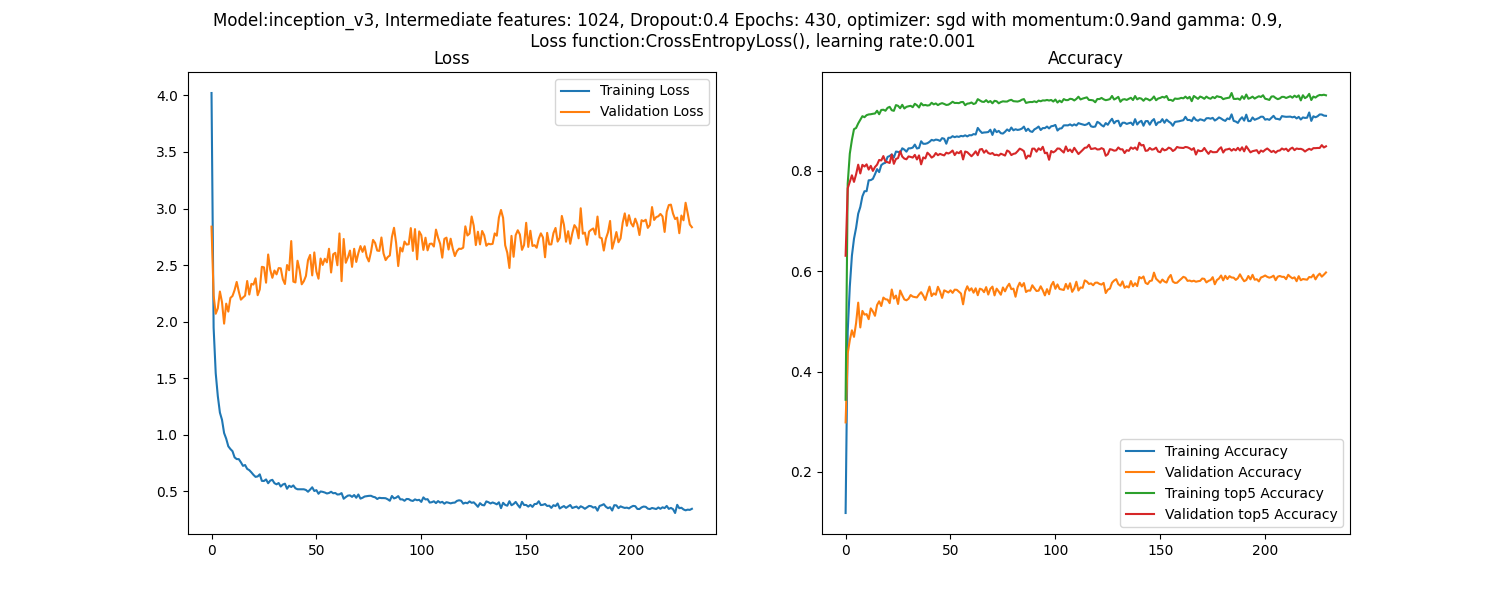 Model:inception_v3, Intermediate features: 1024, Dropout:0.4 Epochs: 430, optimizer: sgd with momentum:0.9and gamma: 0.9,
Loss function:CrossEntropyLoss(), learning rate:0.001
Loss
Training Loss
Validation Loss
4.0
3.5
3.0
2.5
2.0
1.5
1.0
0.5
0
50
100
150
200
Accuracy
0.8
0.6
0.4
0.2
Training Accuracy
Validation Accuracy
Training top5 Accuracy
Validation top5 Accuracy
0
50
100
150
200